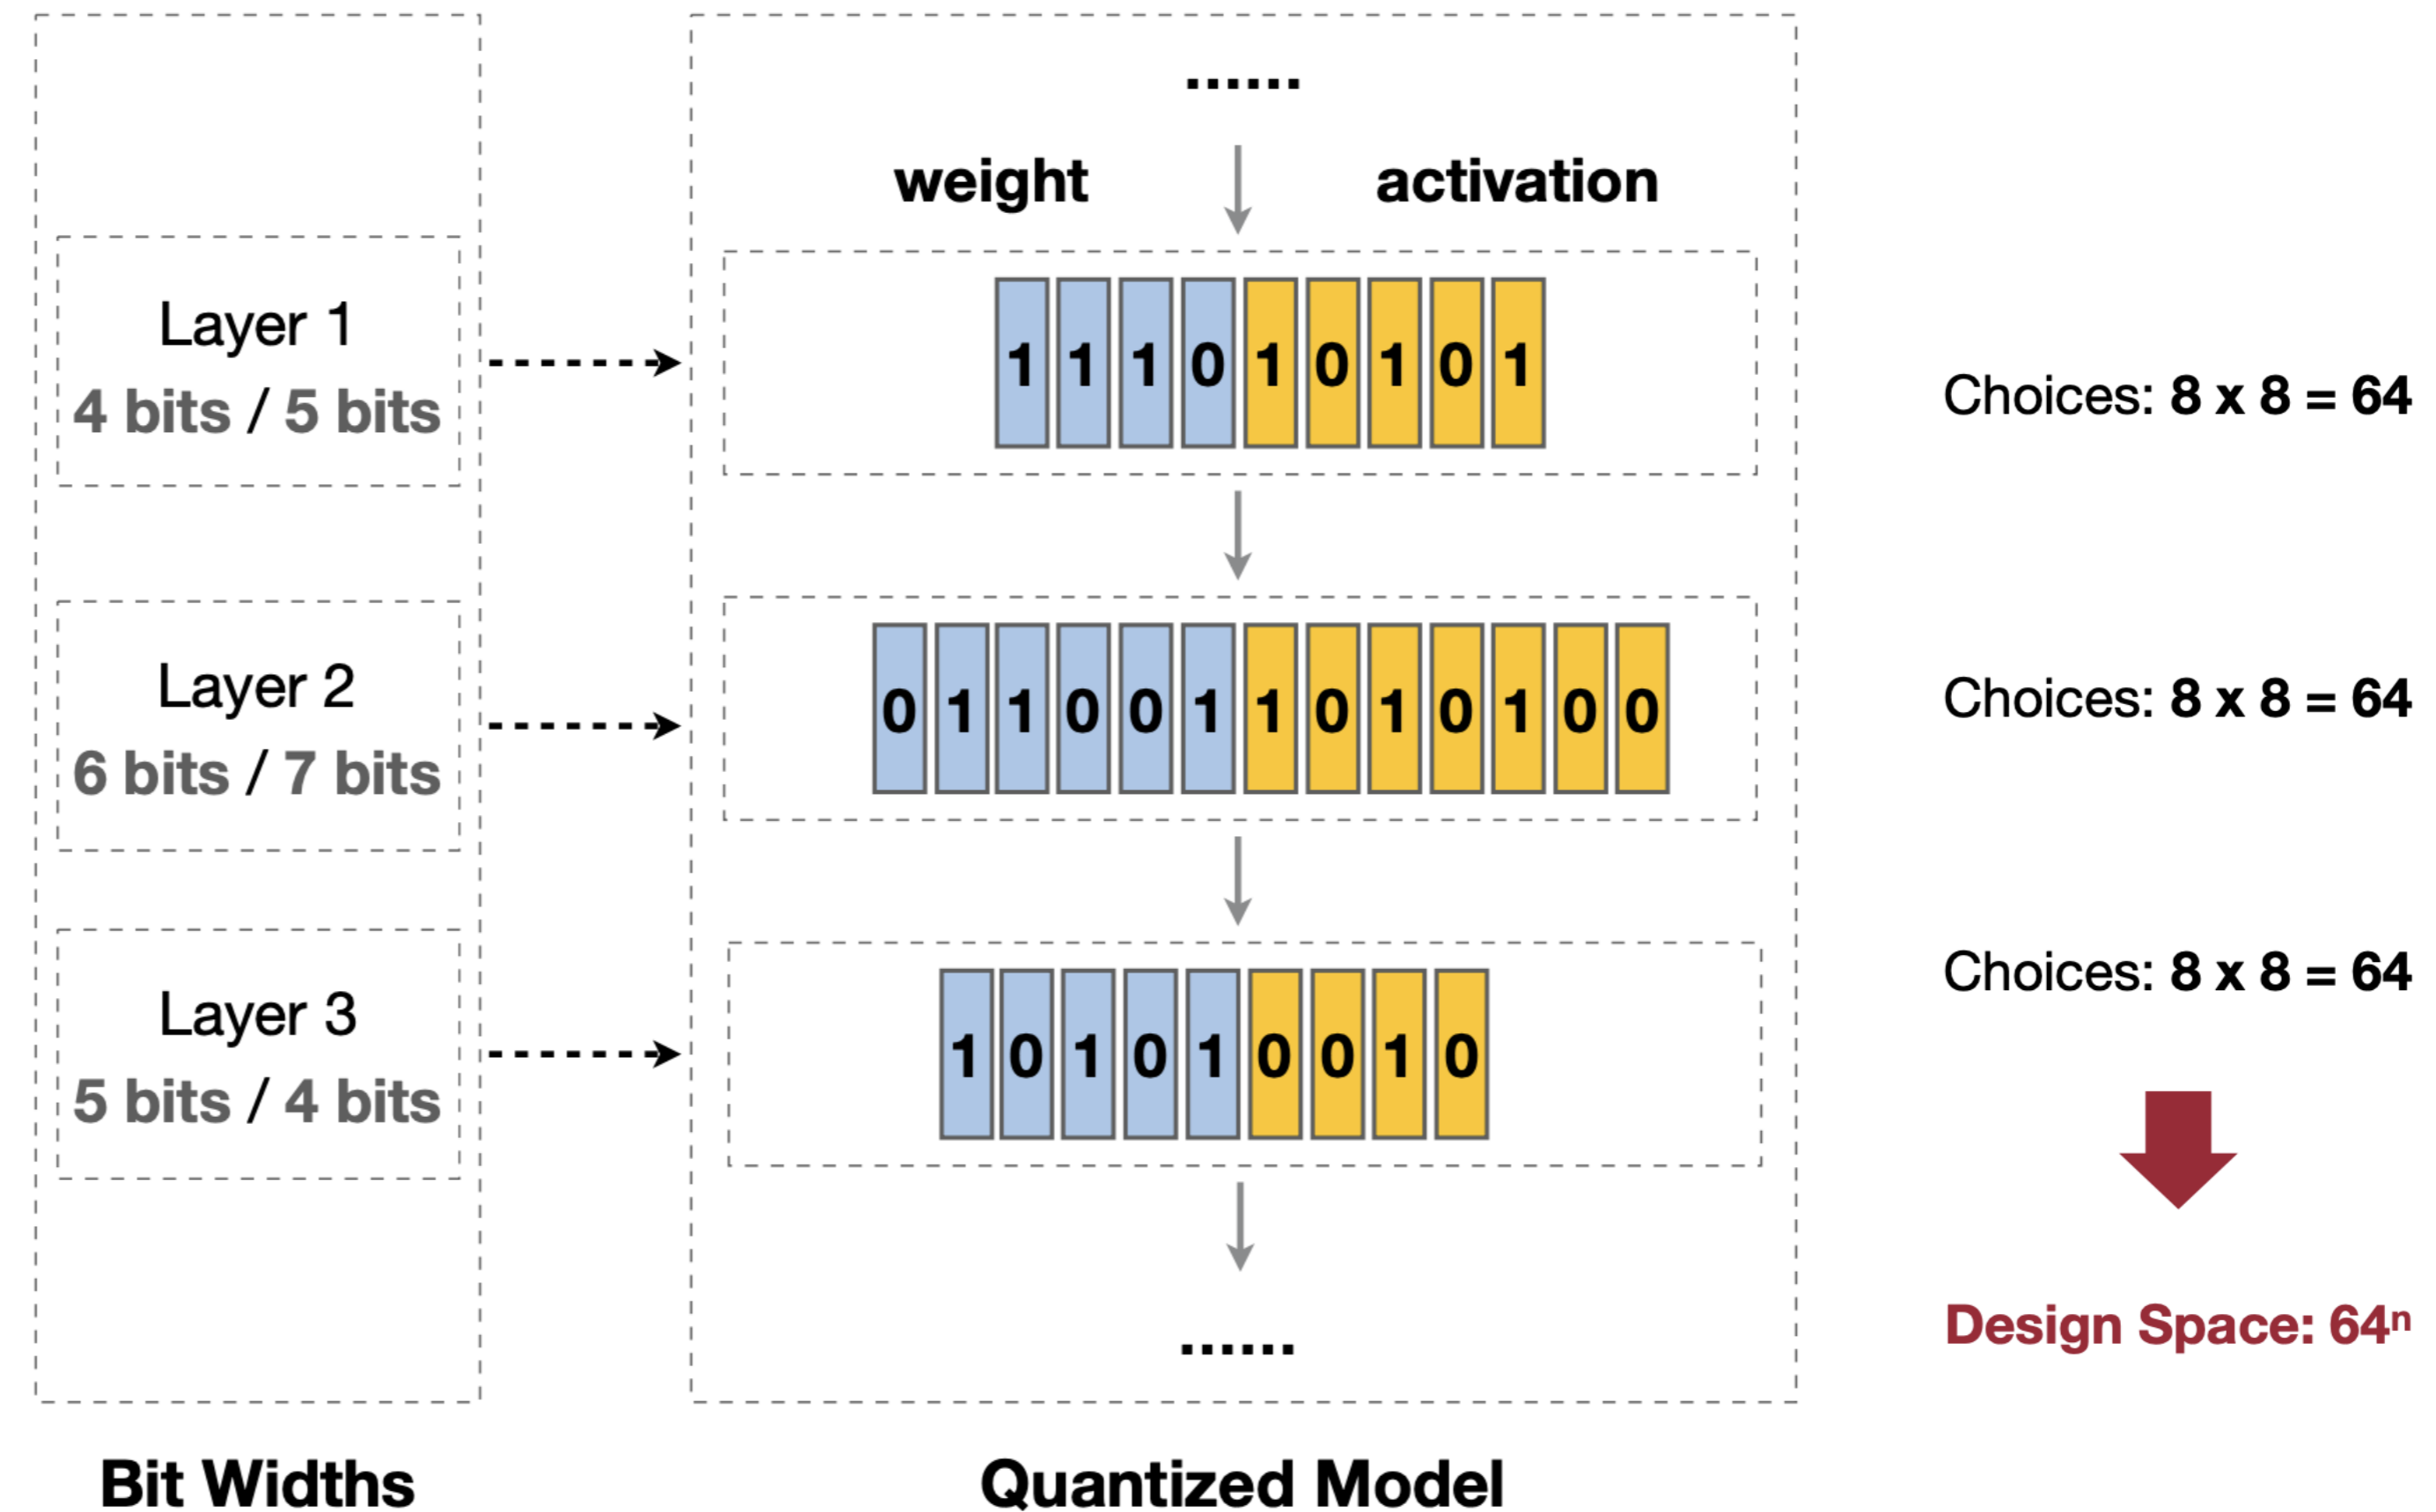 ......
weight activation
Layer 1
4 bits / 5 bits
1 1 1 0 1 0 1 0 1
Choices: 8 x 8 = 64
Layer 2
6 bits / 7 bits
0 1 1 0 0 1 1 0 1 0 1 0 0
Choices: 8 x 8 = 64
Layer 3
5 bits / 4 bits
1 0 1 0 1 0 0 1 0
Choices: 8 x 8 = 64
......
Design Space: 64ⁿ
Bit Widths
Quantized Model